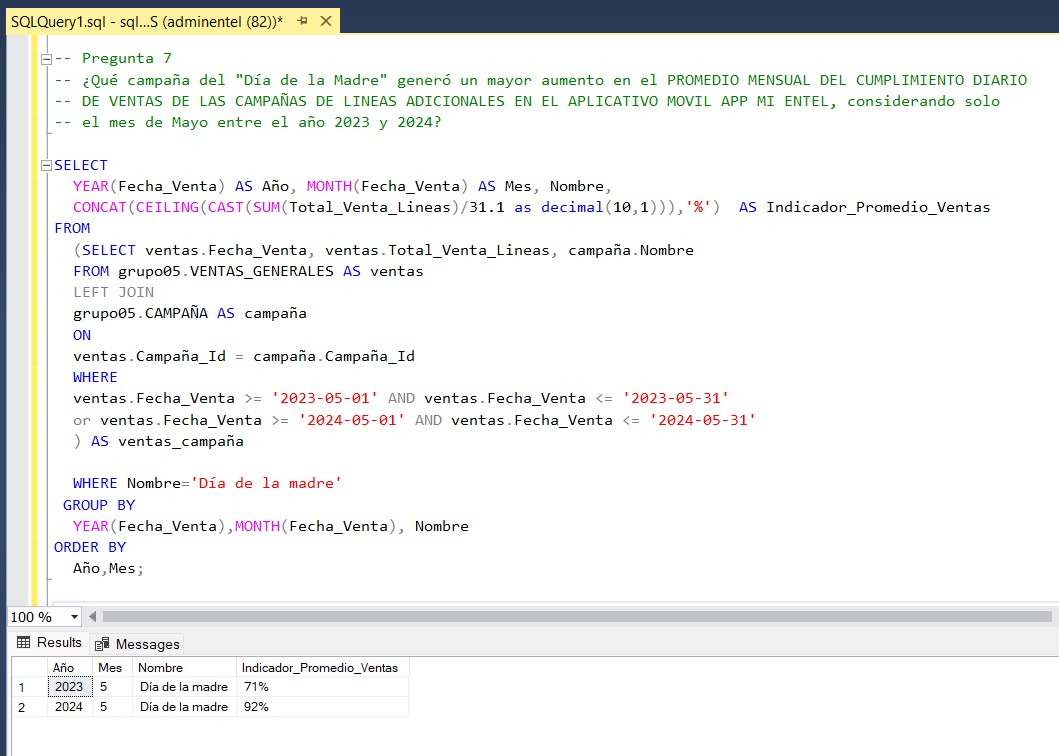 SQLQuery1.sql - sql...S (adminentel (82))*
-- Pregunta 7
-- ¿Qué campaña del "Día de la Madre" generó un mayor aumento en el PROMEDIO MENSUAL DEL CUMPLIMIENTO DIARIO
-- DE VENTAS DE LAS CAMPAÑAS DE LINEAS ADICIONALES EN EL APLICATIVO MOVIL APP MI ENTEL, considerando solo
-- el mes de Mayo entre el año 2023 y 2024?
SELECT
YEAR(Fecha_Venta) AS Año, MONTH(Fecha_Venta) AS Mes, Nombre,
CONCAT(CEILING(CAST(SUM(Total_Venta_Lineas)/31.1 as decimal(10,1))),'%') AS Indicador_Promedio_Ventas
FROM
(SELECT ventas.Fecha_Venta, ventas.Total_Venta_Lineas, campaña.Nombre
FROM grupo05.VENTAS_GENERALES AS ventas
LEFT JOIN
grupo05.CAMPAÑA AS campaña
ON
ventas.Campaña_Id = campaña.Campaña_Id
WHERE
ventas.Fecha_Venta >= '2023-05-01' AND ventas.Fecha_Venta <= '2023-05-31'
or ventas.Fecha_Venta >= '2024-05-01' AND ventas.Fecha_Venta <= '2024-05-31'
) AS ventas_campaña
WHERE Nombre='Día de la madre'
GROUP BY
YEAR(Fecha_Venta),MONTH(Fecha_Venta), Nombre
ORDER BY
Año,Mes;
100 %
Results Messages
Año Mes Nombre Indicador_Promedio_Ventas
1 2023 5 Día de la madre 71%
2 2024 5 Día de la madre 92%